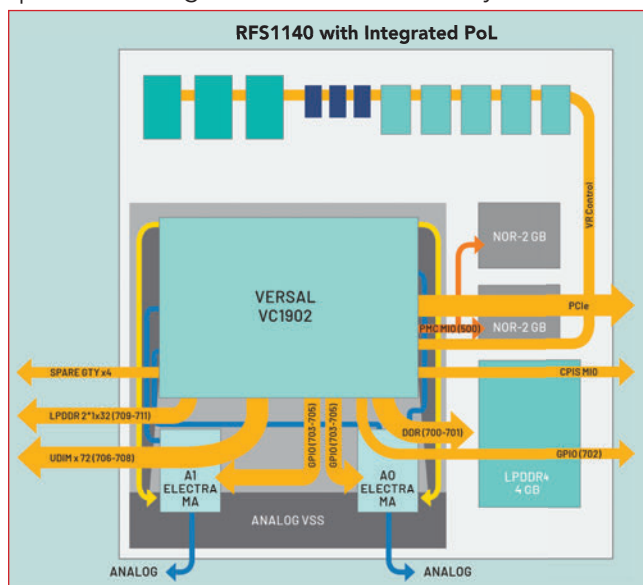 RFS1140 with Integrated PoL
VR Control
NOR-2 GB
VERSAL
VC1902
PCIe
PMC MIO (500)
NOR-2 GB
SPARE GTY x4
CPIS MIO
LPDDR 2*1x32 (709-711)
GPIO (703-705)
GPIO (703-705)
DDR (700-701)
UDIM x 72 (706-708)
GPIO (702)
A1
ELECTRA
MA
A0
ELECTRA
MA
LPDDR4
4 GB
ANALOG VSS
ANALOG
ANALOG